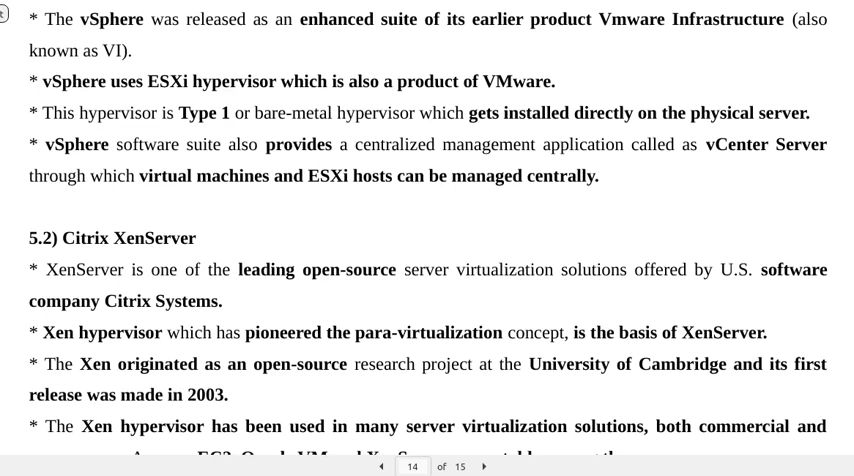 * The vSphere was released as an enhanced suite of its earlier product Vmware Infrastructure (also
known as VI).
* vSphere uses ESXi hypervisor which is also a product of VMware.
* This hypervisor is Type 1 or bare-metal hypervisor which gets installed directly on the physical server.
* vSphere software suite also provides a centralized management application called as vCenter Server
through which virtual machines and ESXi hosts can be managed centrally.
5.2) Citrix XenServer
* XenServer is one of the leading open-source server virtualization solutions offered by U.S. software
company Citrix Systems.
* Xen hypervisor which has pioneered the para-virtualization concept, is the basis of XenServer.
* The Xen originated as an open-source research project at the University of Cambridge and its first
release was made in 2003.
* The Xen hypervisor has been used in many server virtualization solutions, both commercial and
14 of 15